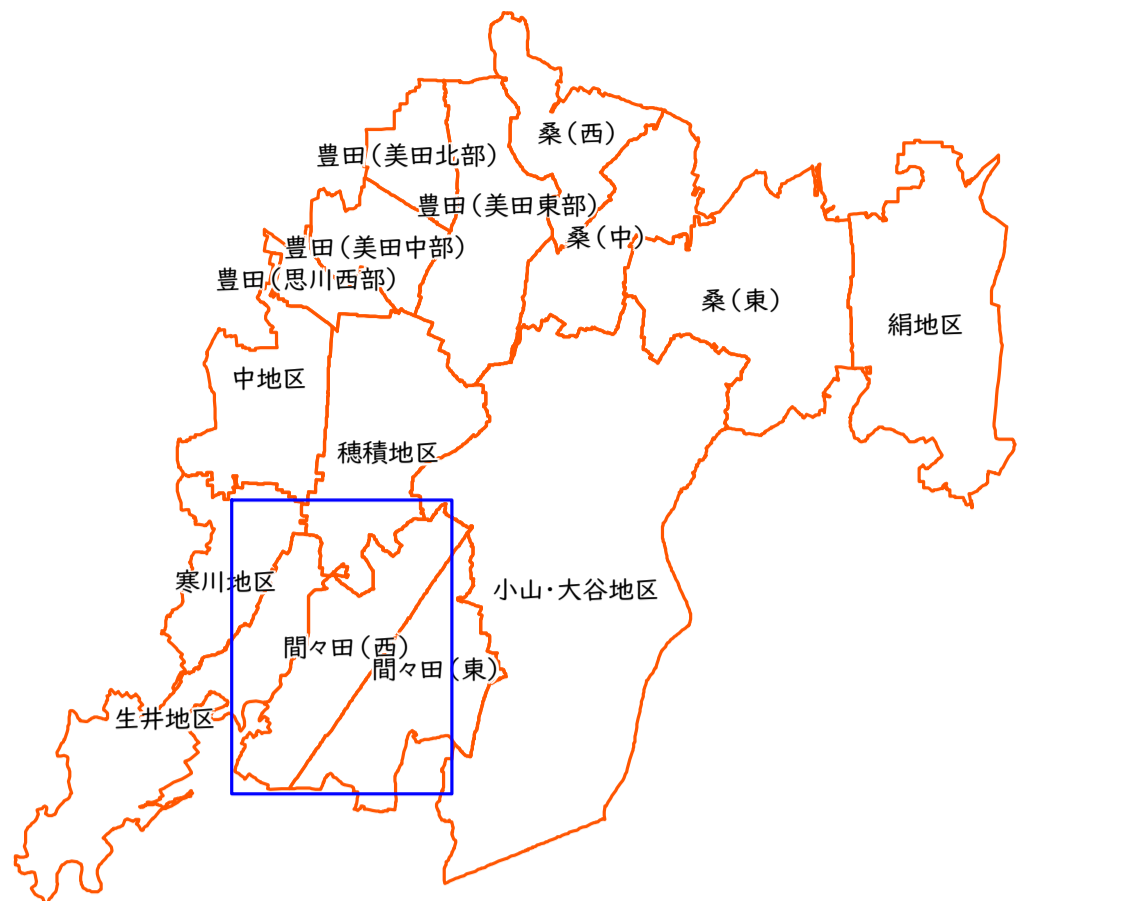 桑（西）
豊田（美田北部）
豊田（美田東部）
桑（中）
豊田（美田中部）
豊田（思川西部）
桑（東）
絹地区
中地区
穂積地区
寒川地区
小山・大谷地区
間々田（西）
間々田（東）
生井地区